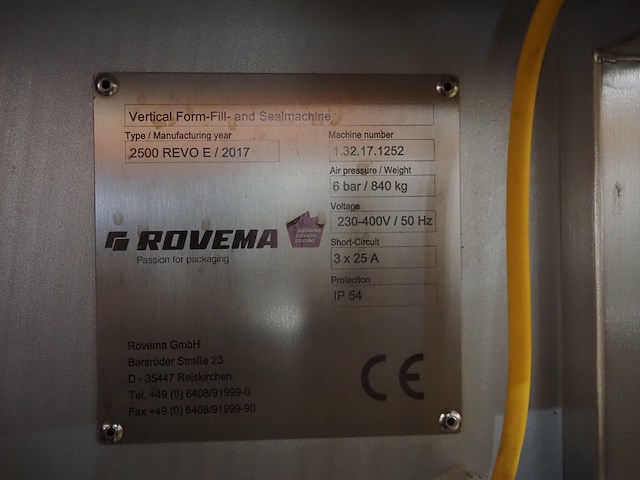 Vertical Form-Fill- and Sealmachine
Type / Manufacturing year
2500 REVO E / 2017
Machine number
1.32.17.1252
Air pressure / Weight
6 bar / 840 kg
Voltage
230-400V / 50 Hz
Short-Circuit
3 x 25 A
Protection
IP 54
ROVEMA
Passion for packaging
Rovema GmbH
Bersröder Straße 23
D - 35447 Reiskirchen
Tel. +49 (0) 6408/91999-0
Fax +49 (0) 6408/91999-90
CE